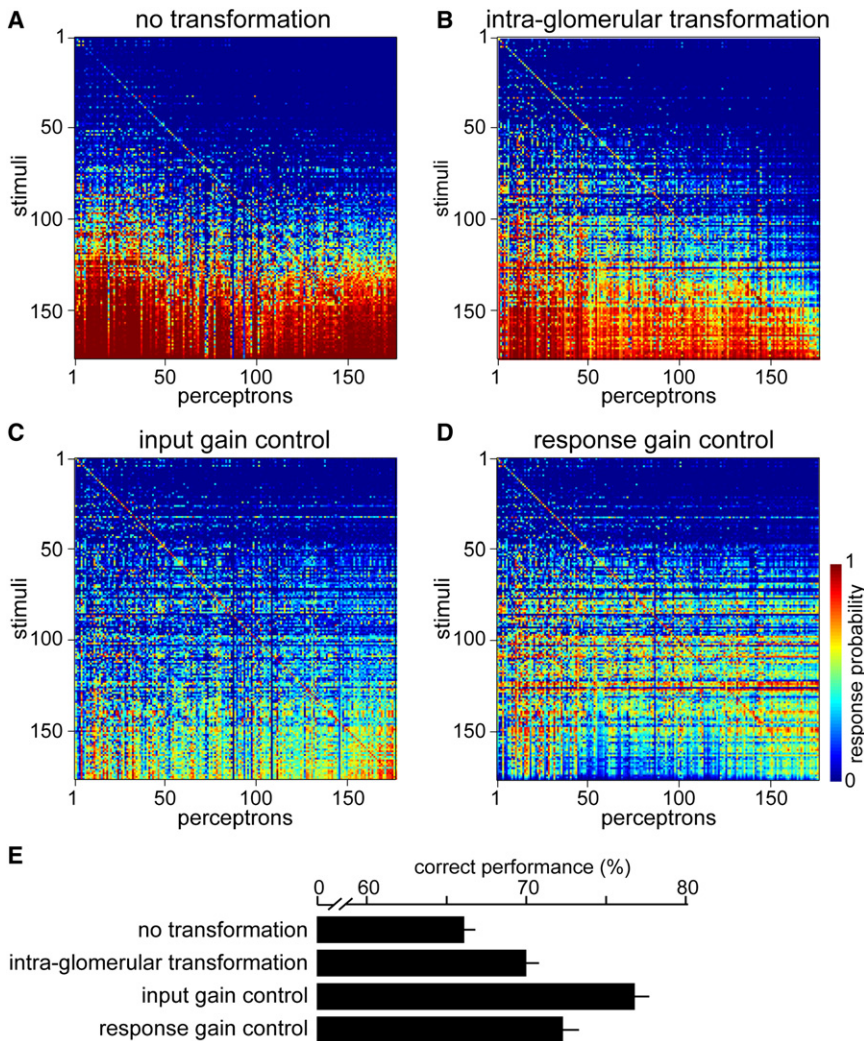 A no transformation
B intra-glomerular transformation
1
50
100
150
stimuli
1 50 100 150
perceptrons
1
50
100
150
stimuli
1 50 100 150
perceptrons
C input gain control
D response gain control
1
50
100
150
stimuli
1 50 100 150
perceptrons
1
50
100
150
stimuli
1 50 100 150
perceptrons
1
response probability
0
E
correct performance (%)
0 60 70 80
no transformation
intra-glomerular transformation
input gain control
response gain control